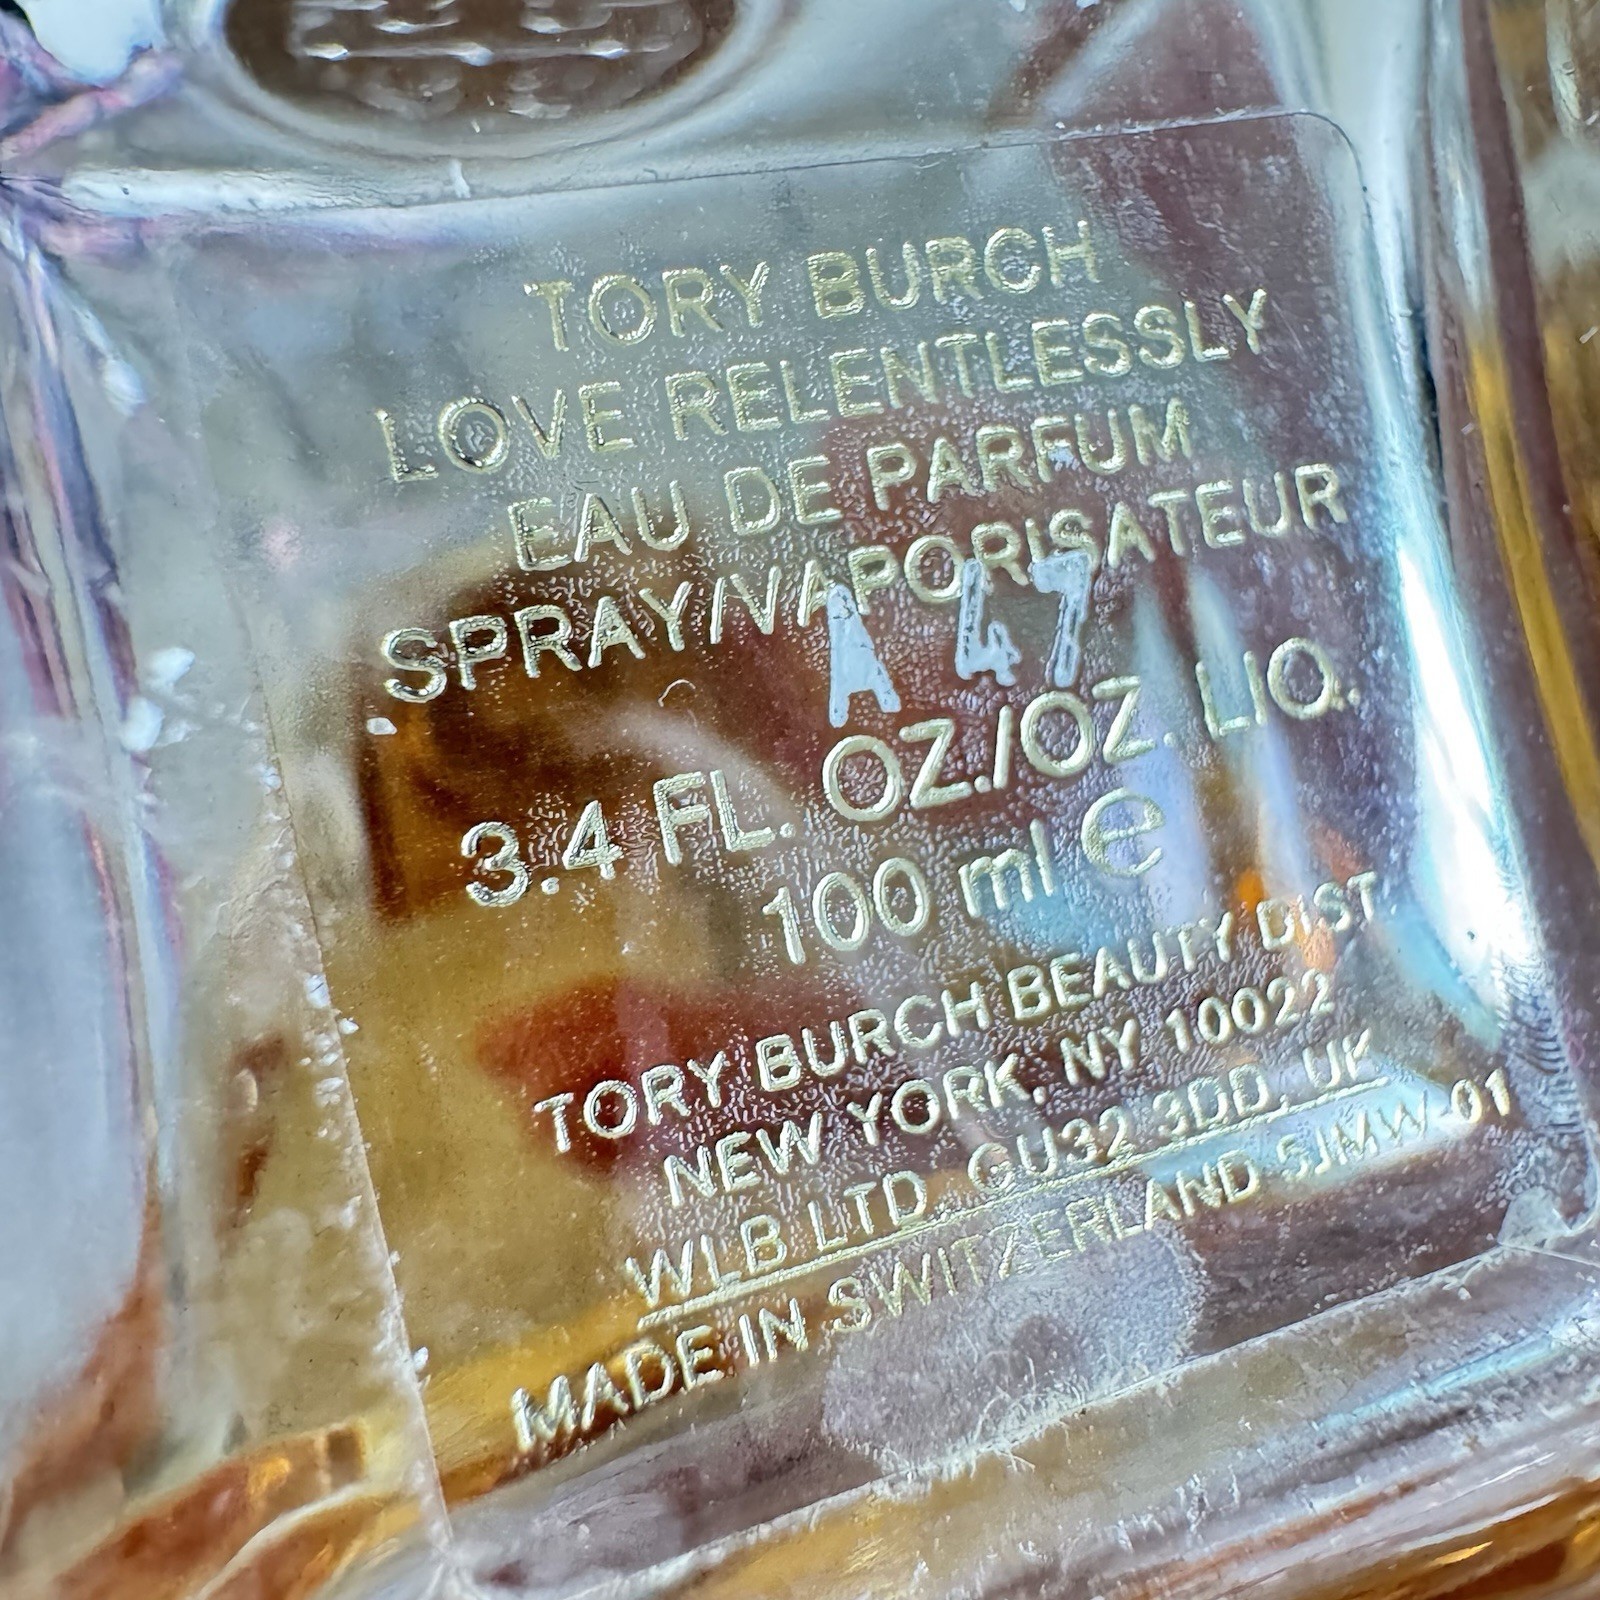 TORY BURCH
LOVE RELENTLESSLY
EAU DE PARFUM
SPRAY/VAPORISATEUR
A 47
3.4 FL. OZ./OZ. LIQ.
100 ml e
TORY BURCH BEAUTY DIST
NEW YORK, NY 10022
WLB LTD GU32 3DD, UK
MADE IN SWITZERLAND 5JMW-01